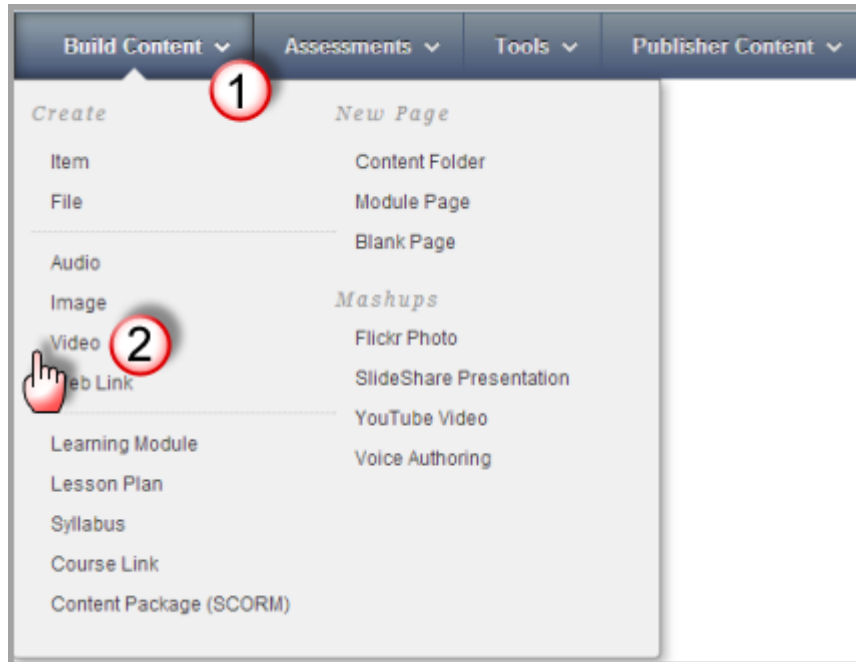 Build Content Assessments Tools Publisher Content
1
Create
Item
File
Audio
Image
Video 2
eb Link
Learning Module
Lesson Plan
Syllabus
Course Link
Content Package (SCORM)
New Page
Content Folder
Module Page
Blank Page
Mashups
Flickr Photo
SlideShare Presentation
YouTube Video
Voice Authoring